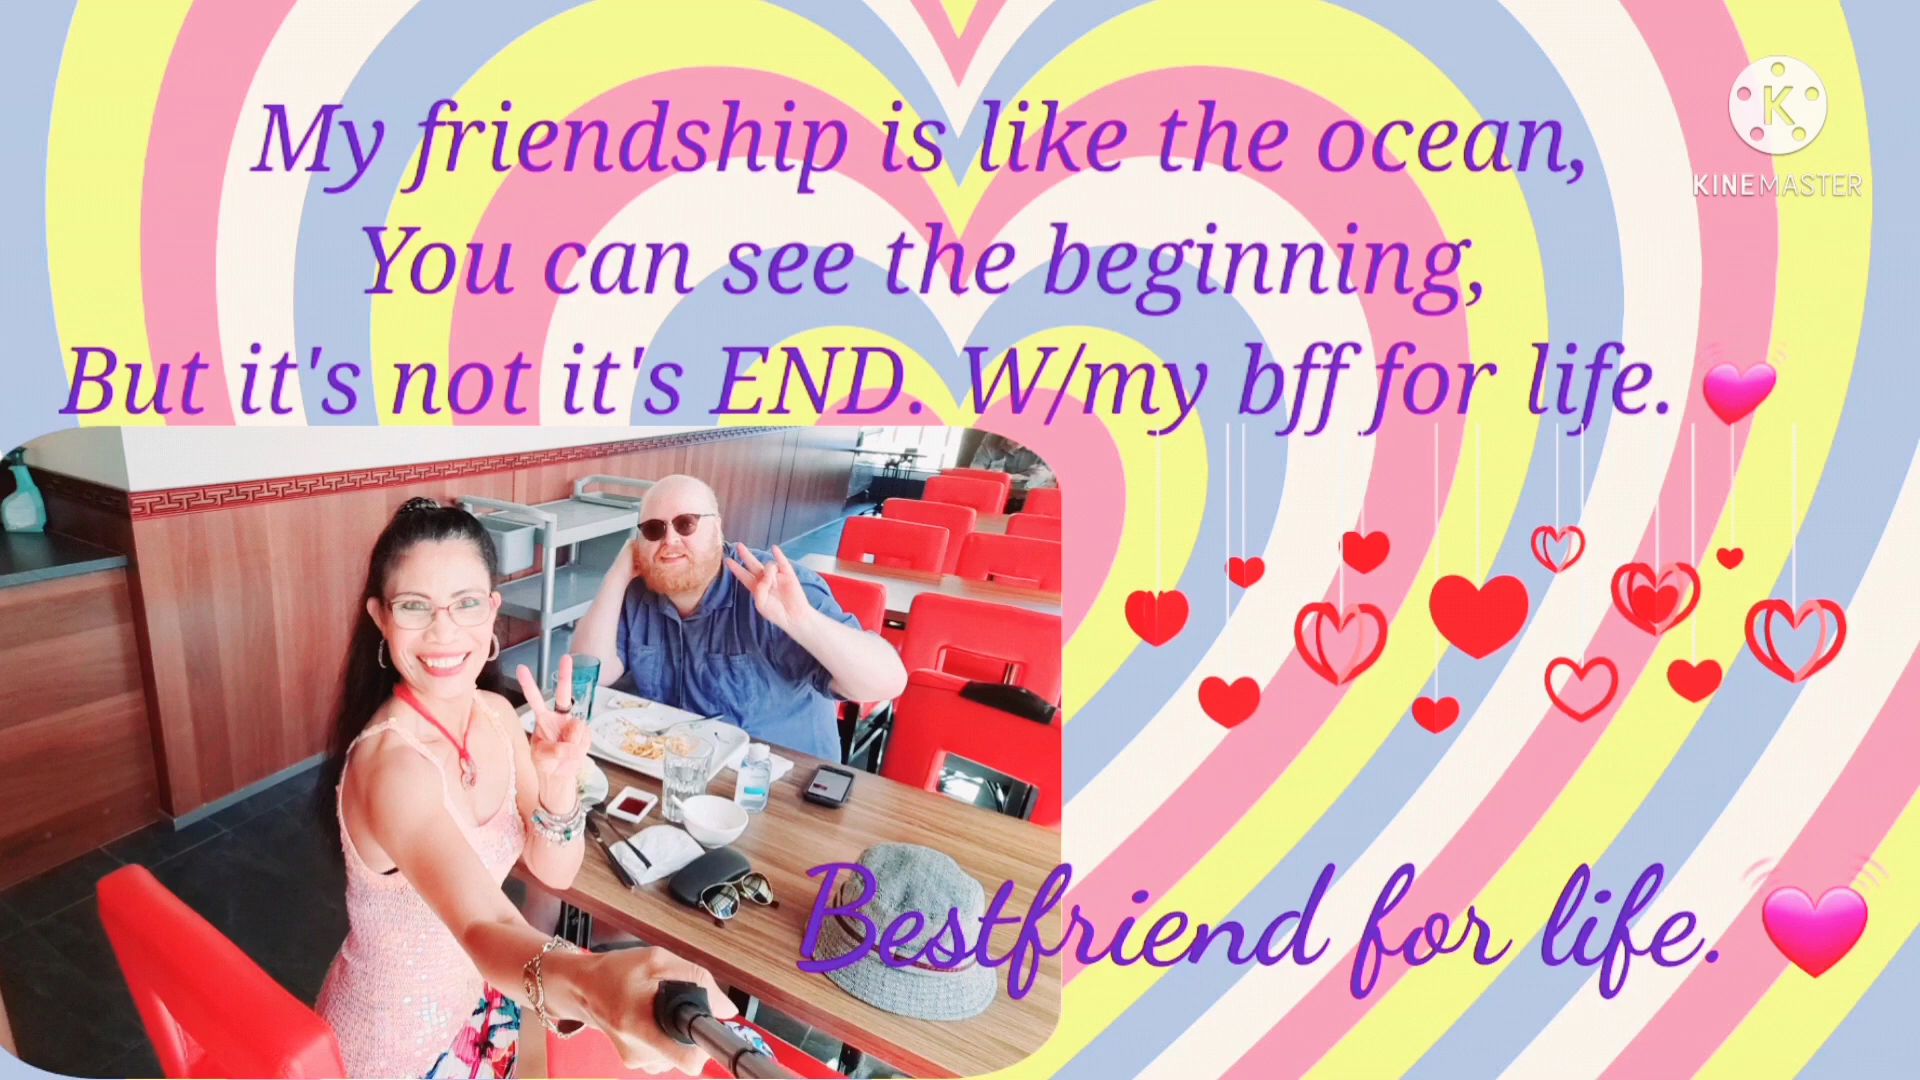 My friendship is like the ocean,
You can see the beginning,
But it's not it's END. W/my bff for life. 💓
Bestfriend for life. 💓
K
KINEMASTER